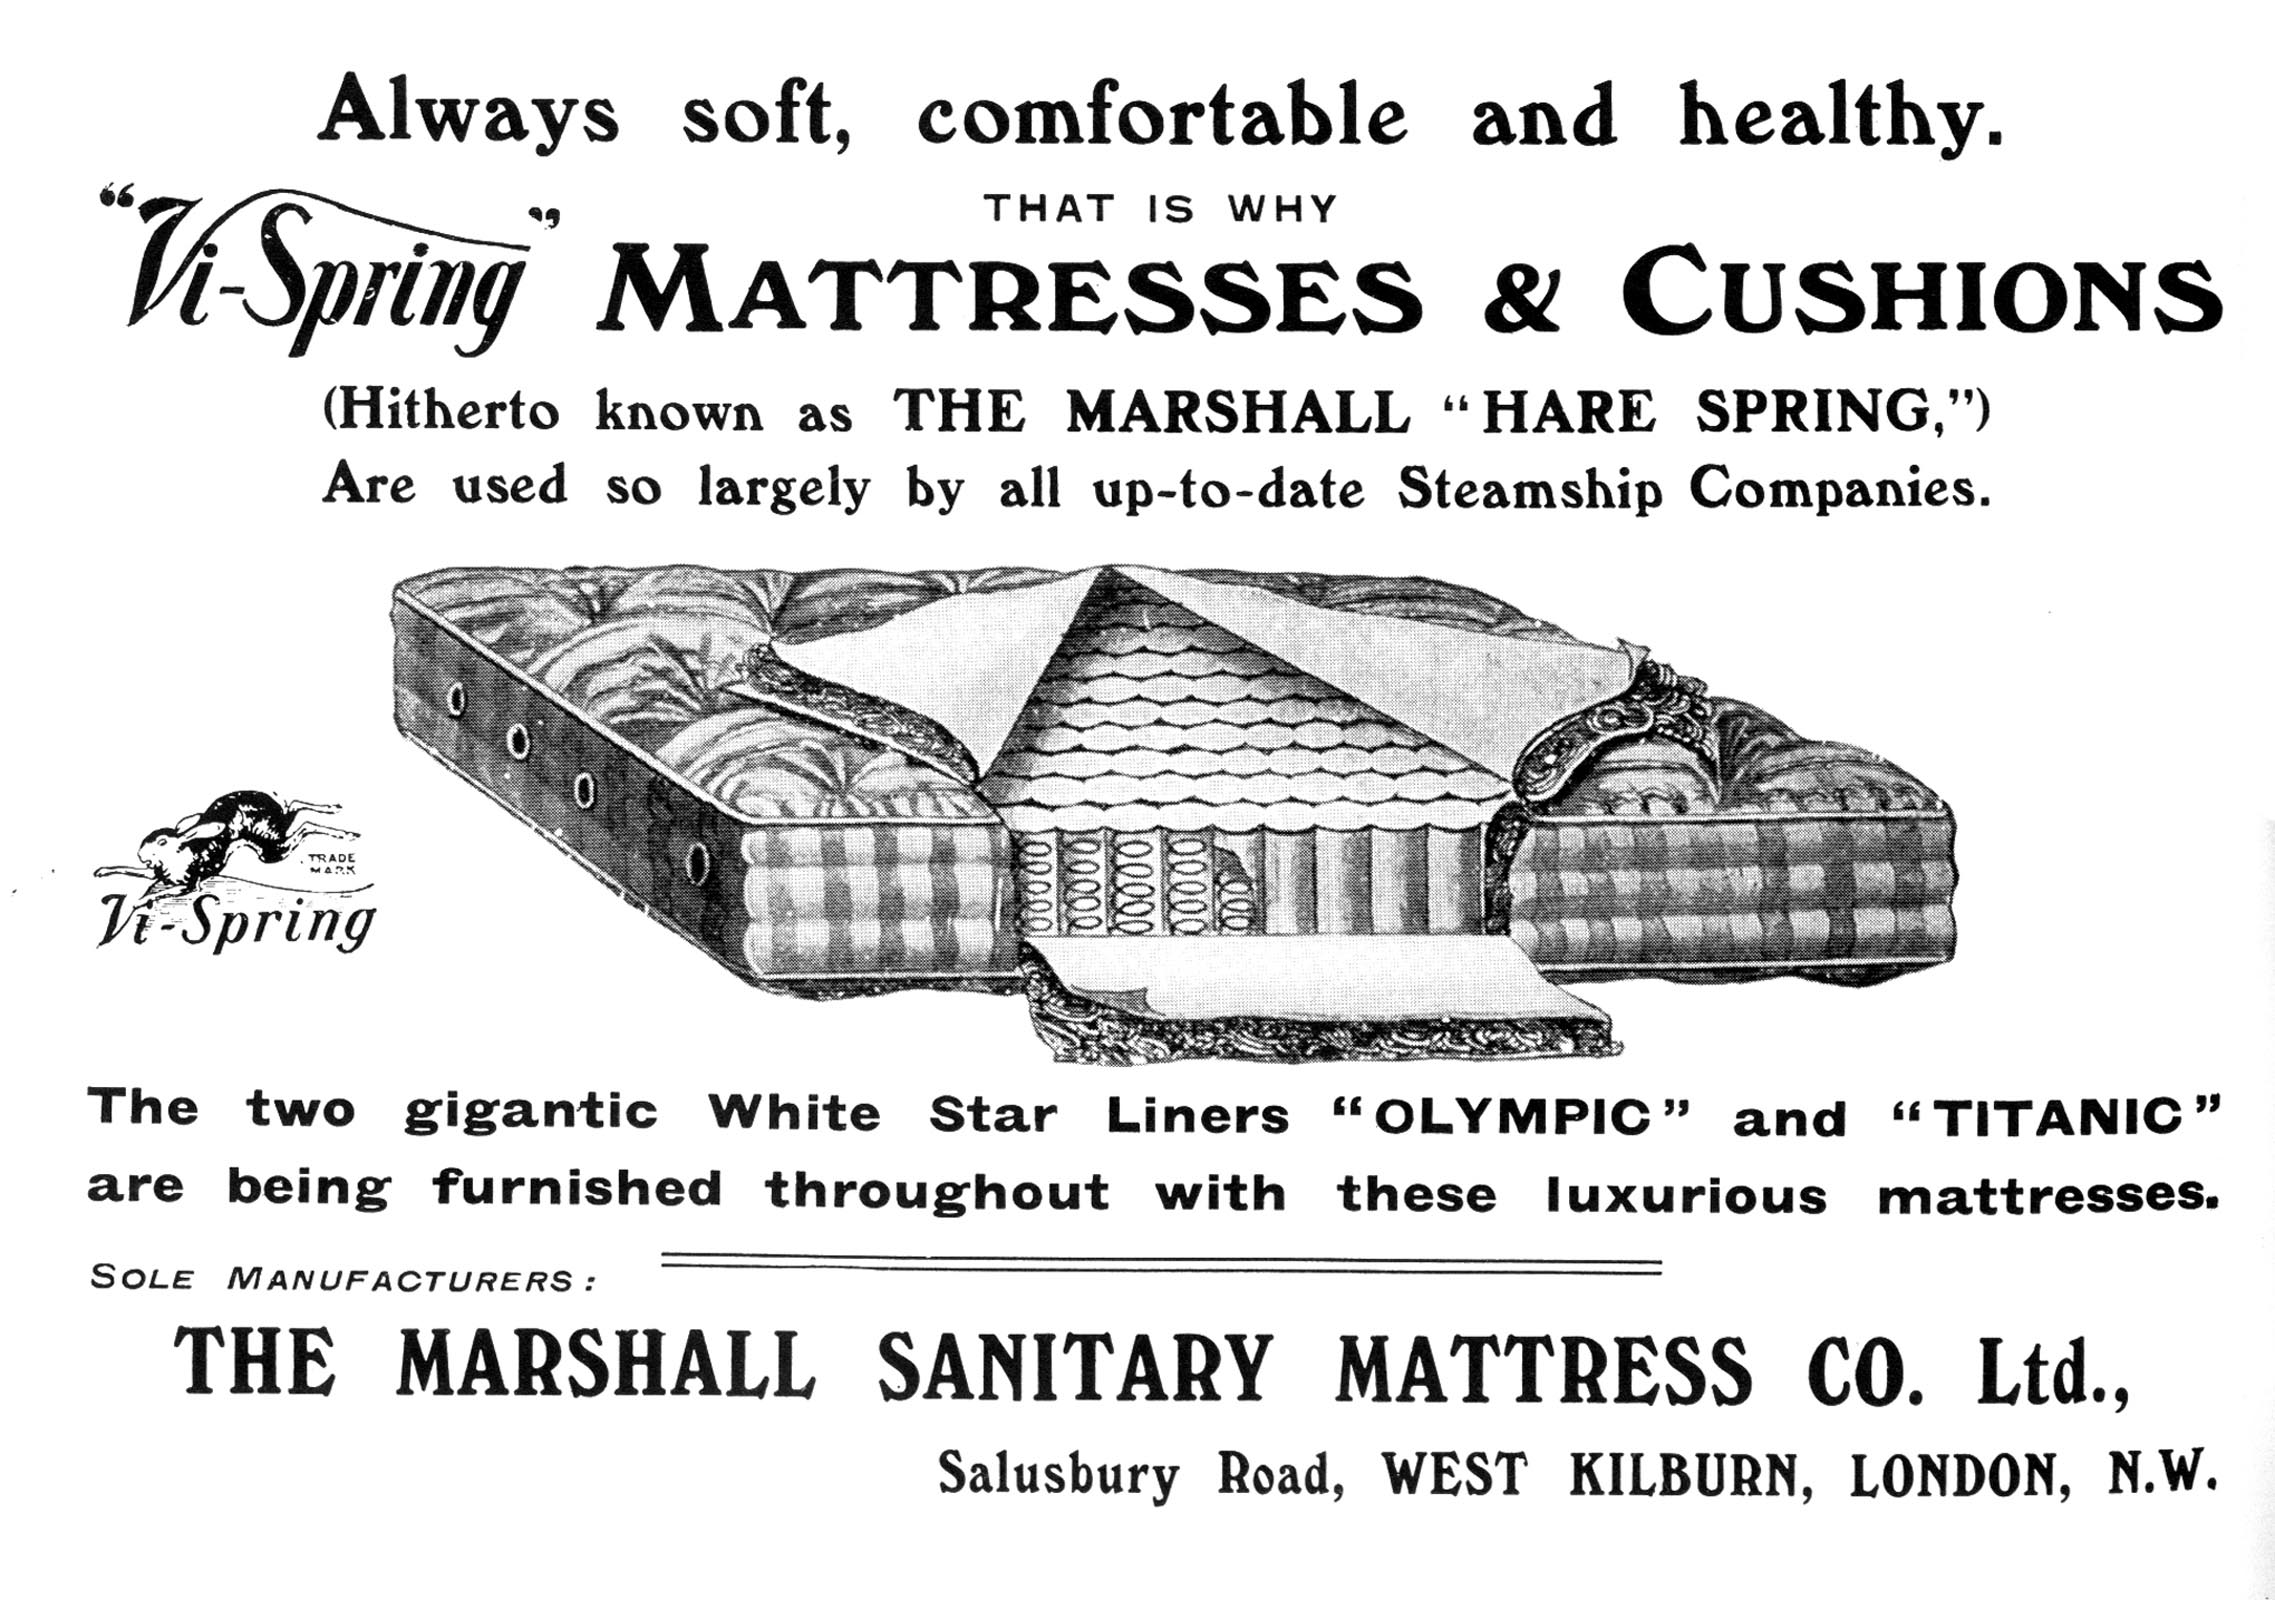 Always soft, comfortable and healthy.
THAT IS WHY
"Vi-Spring" MATTRESSES & CUSHIONS
(Hitherto known as THE MARSHALL "HARE SPRING,")
Are used so largely by all up-to-date Steamship Companies.
TRADE
MARK
Vi-Spring
The two gigantic White Star Liners "OLYMPIC" and "TITANIC"
are being furnished throughout with these luxurious mattresses.
SOLE MANUFACTURERS:
THE MARSHALL SANITARY MATTRESS CO. Ltd.,
Salusbury Road, WEST KILBURN, LONDON, N.W.